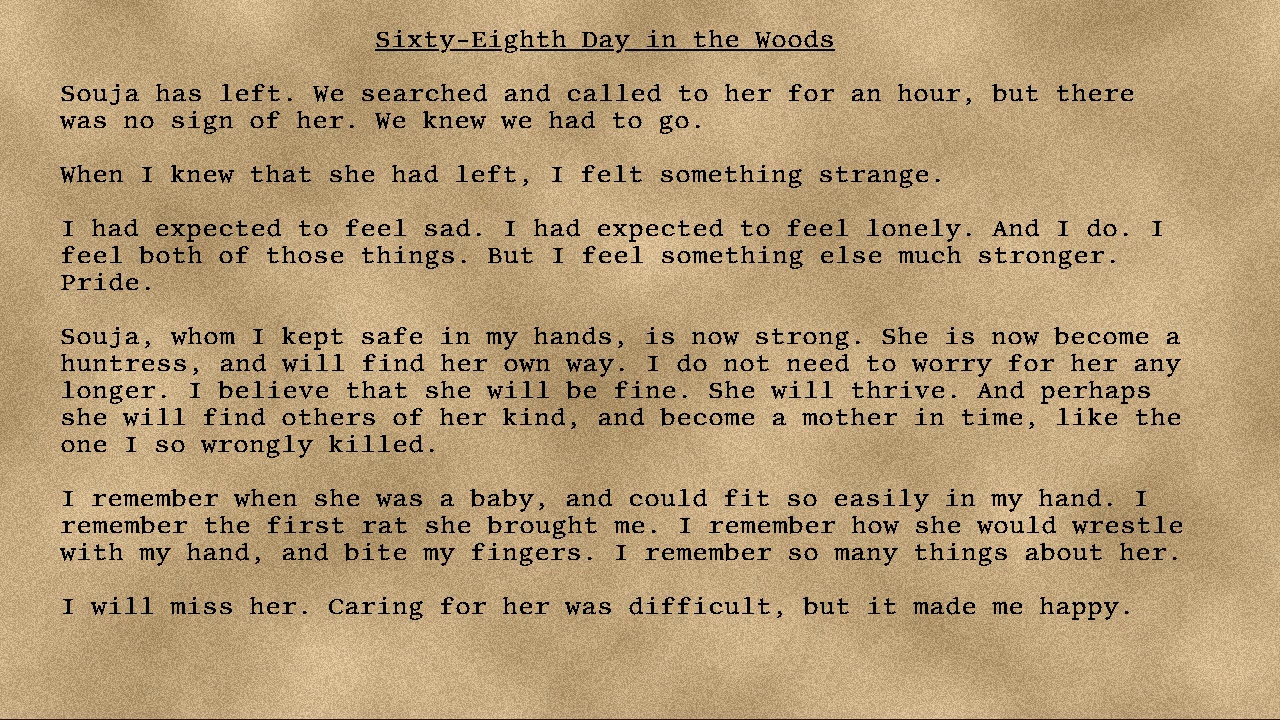 Sixty-Eighth Day in the Woods
Souja has left. We searched and called to her for an hour, but there
was no sign of her. We knew we had to go.
When I knew that she had left, I felt something strange.
I had expected to feel sad. I had expected to feel lonely. And I do. I
feel both of those things. But I feel something else much stronger.
Pride.
Souja, whom I kept safe in my hands, is now strong. She is now become a
huntress, and will find her own way. I do not need to worry for her any
longer. I believe that she will be fine. She will thrive. And perhaps
she will find others of her kind, and become a mother in time, like the
one I so wrongly killed.
I remember when she was a baby, and could fit so easily in my hand. I
remember the first rat she brought me. I remember how she would wrestle
with my hand, and bite my fingers. I remember so many things about her.
I will miss her. Caring for her was difficult, but it made me happy.